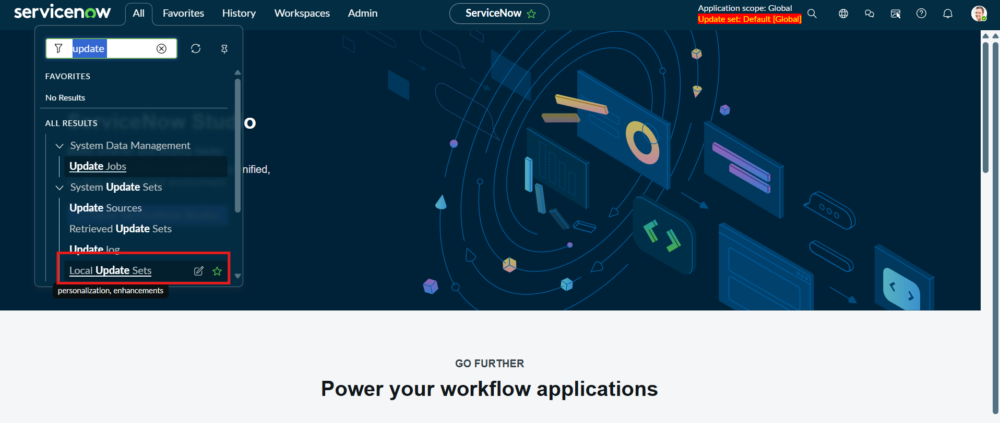 servicenow
All
Favorites
History
Workspaces
Admin
ServiceNow
Application scope: Global
Update set: Default [Global]
update
FAVORITES
No Results
ALL RESULTS
System Data Management
Update Jobs
System Update Sets
Update Sources
Retrieved Update Sets
Update log
Local Update Sets
personalization, enhancements
ServiceNow Studio
nified,
GO FURTHER
Power your workflow applications